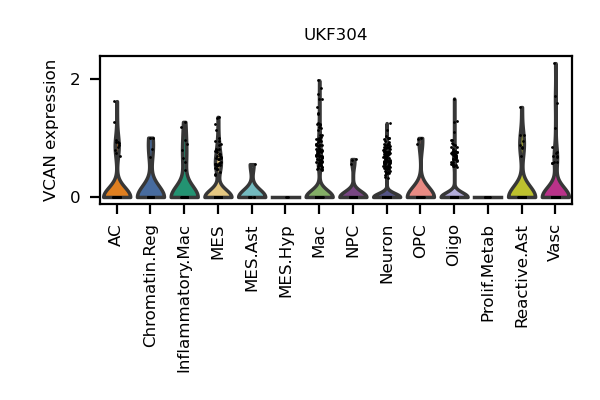 UKF304
VCAN expression
2
0
AC
Chromatin.Reg
Inflammatory.Mac
MES
MES.Ast
MES.Hyp
Mac
NPC
Neuron
OPC
Oligo
Prolif.Metab
Reactive.Ast
Vasc